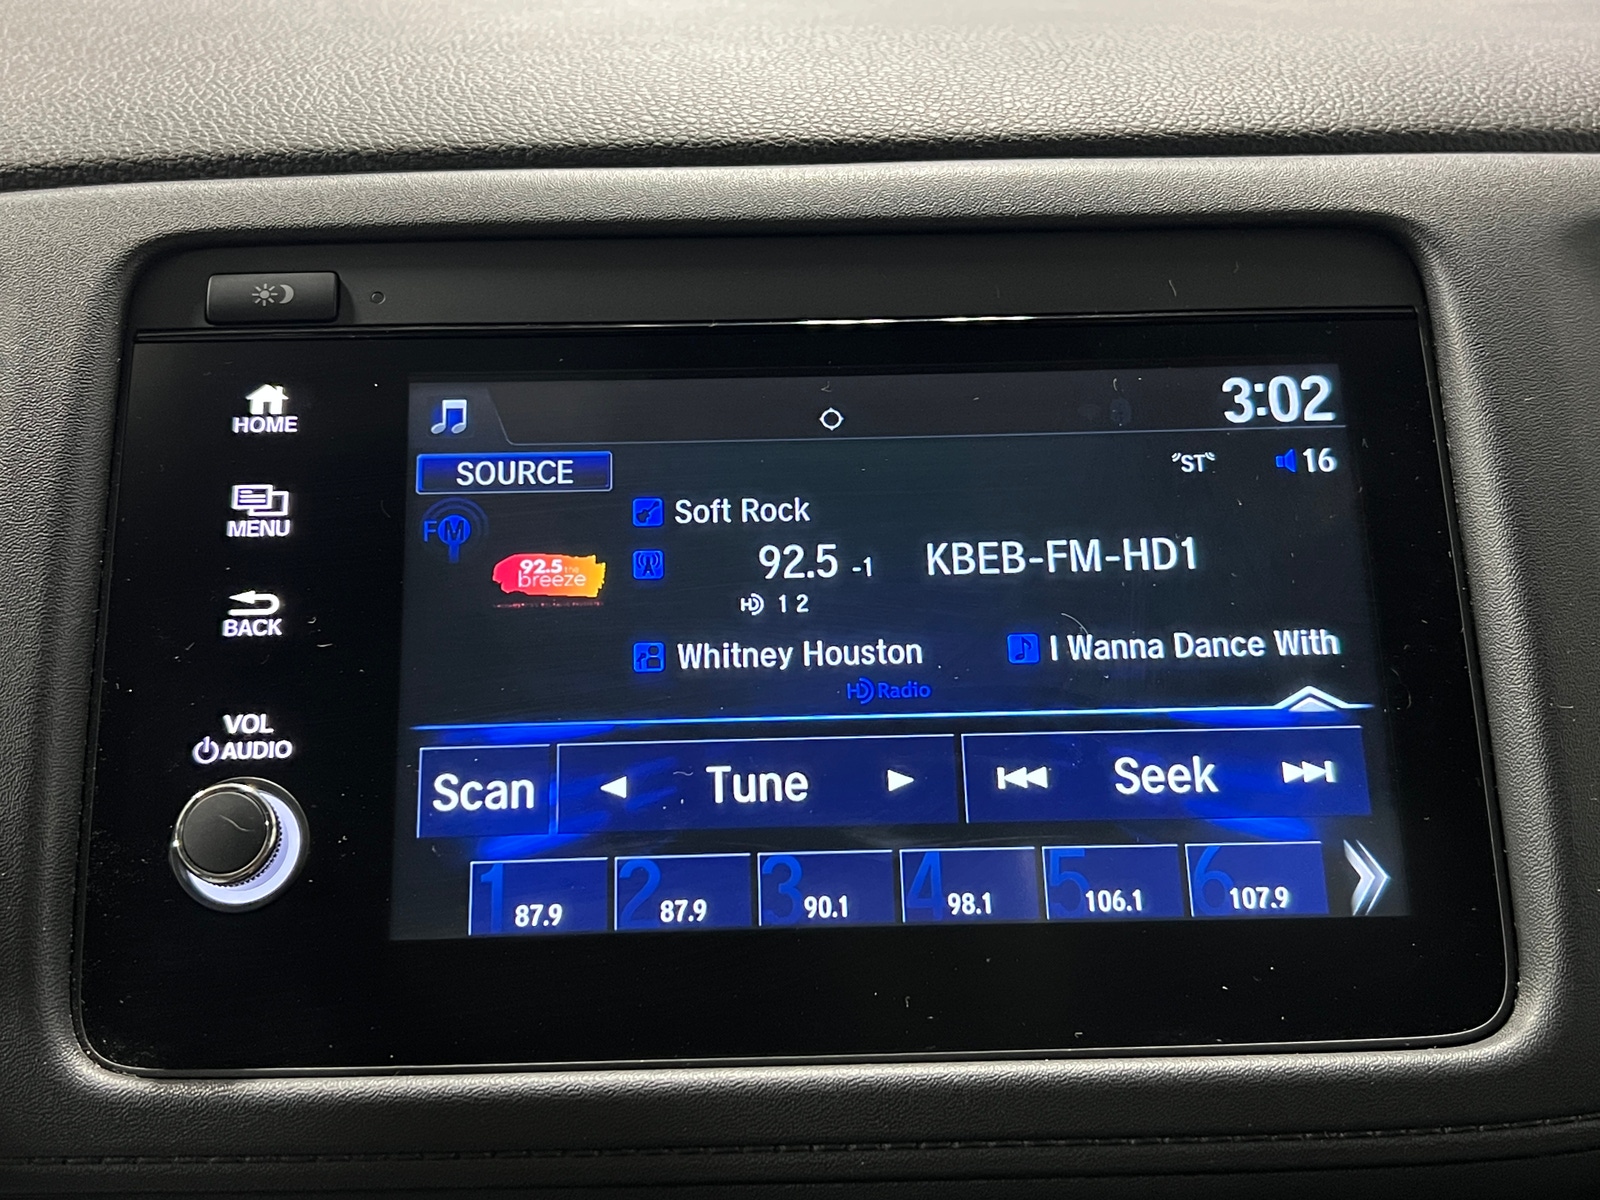 3:02
HOME
SOURCE
"ST"
16
FM
Soft Rock
MENU
92.5 the
breeze
92.5 -1
KBEB-FM-HD1
HD 1 2
BACK
Whitney Houston
I Wanna Dance With
HD Radio
VOL
AUDIO
Scan
Tune
Seek
1 87.9
2 87.9
3 90.1
4 98.1
5 106.1
6 107.9